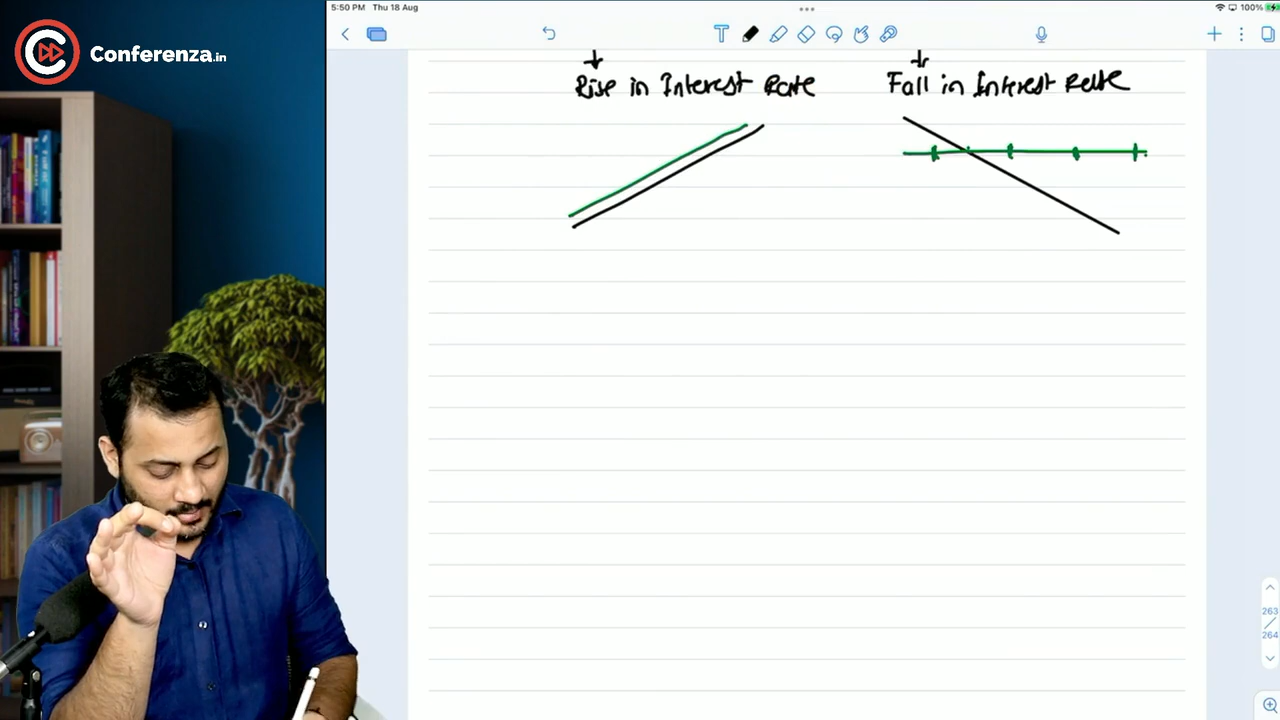 5:50 PM Thu 18 Aug
100%
Conferenza.in
T
Rise in Interest Rate
Fall in Interest Rate
263
264